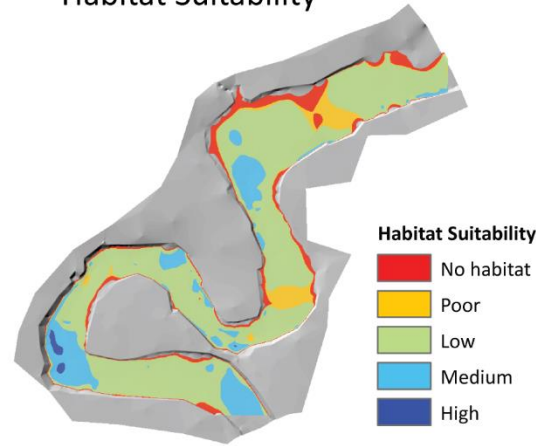 Habitat Suitability
Habitat Suitability
No habitat
Poor
Low
Medium
High